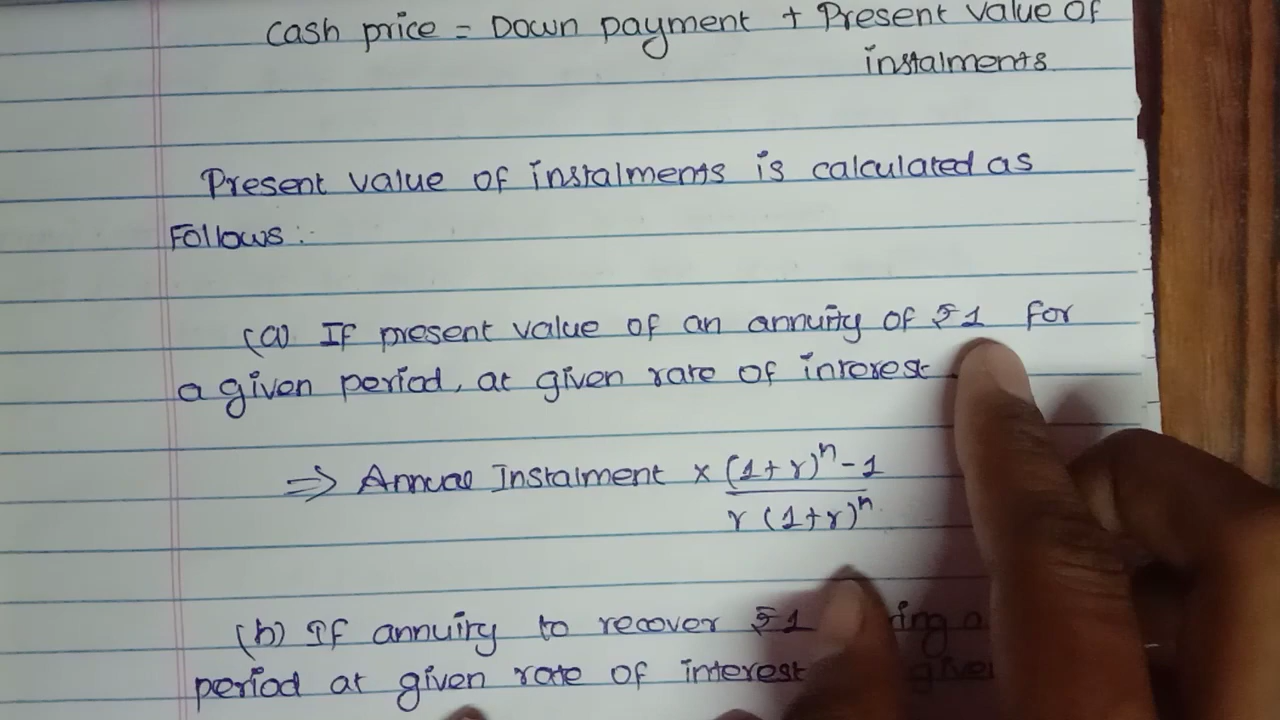 Cash price = Down payment + Present value of
instalments
Present value of instalments is calculated as
Follows :-
(a) If present value of an annuity of ₹1 for
a given period, at given rate of interest
⇒ Annual Instalment × (1+r)ⁿ - 1
r (1+r)ⁿ
(b) If annuity to recover ₹1
period at given rate of interest